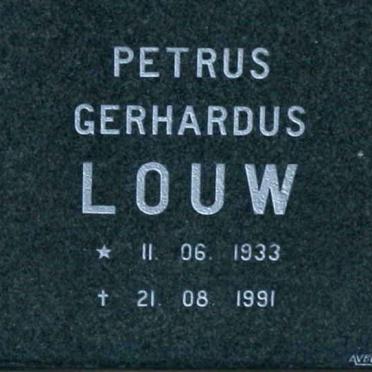 PETRUS
GERHARDUS
LOUW
★ 11. 06. 1933
✝ 21. 08. 1991